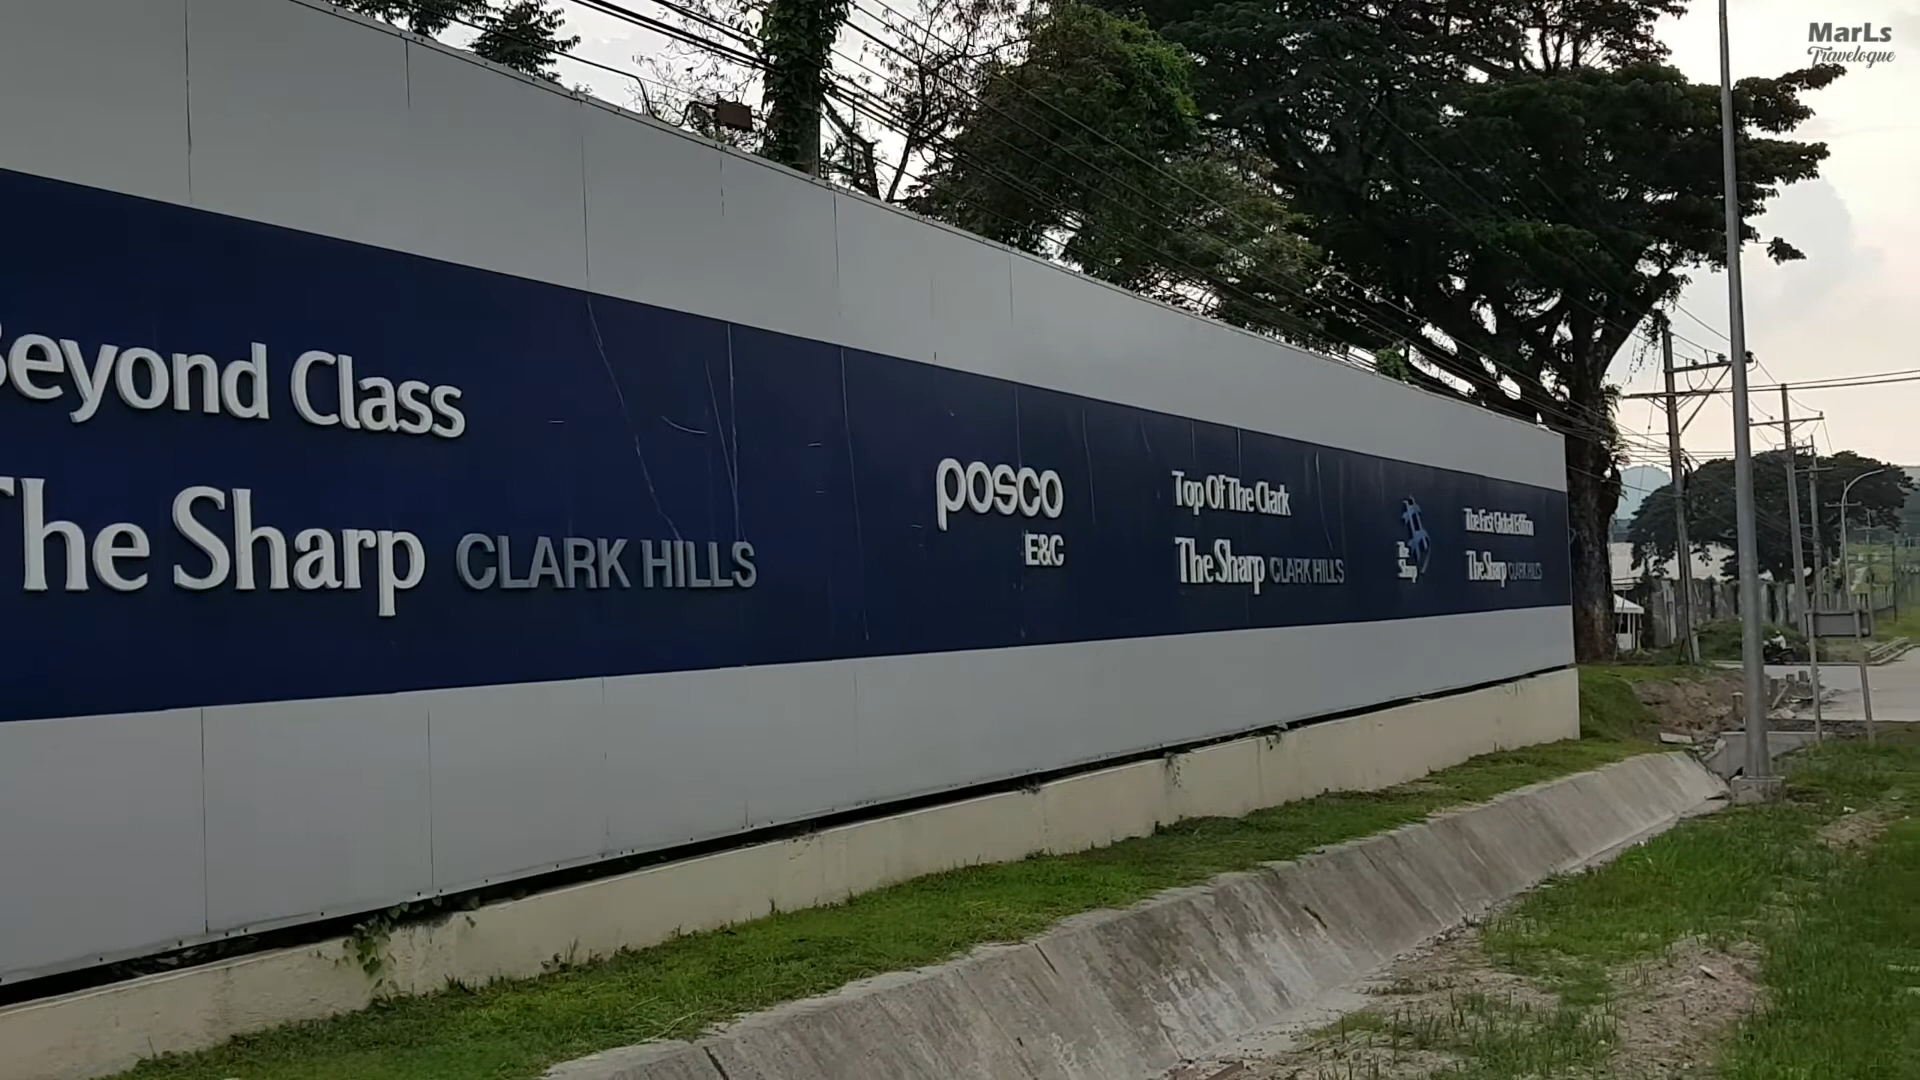 MarLs
Travelogue
Beyond Class
The Sharp CLARK HILLS
posco
E&C
Top Of The Clark
The Sharp CLARK HILLS
The
Sharp
The First Global Edition
The Sharp CLARK HILLS